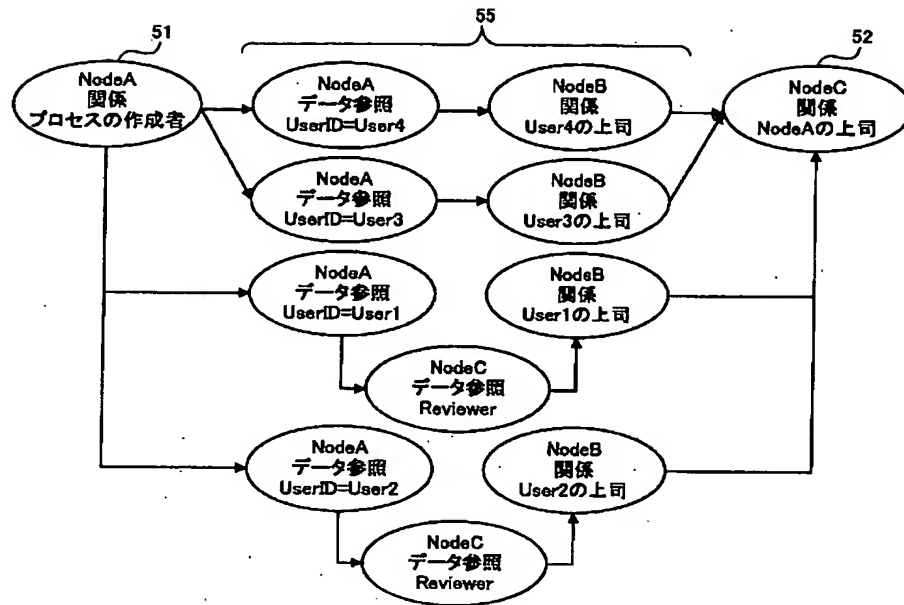 51
55
52
NodeA
関係
プロセスの作成者
NodeA
データ参照
UserID=User4
NodeB
関係
User4の上司
NodeC
関係
NodeAの上司
NodeA
データ参照
UserID=User3
NodeB
関係
User3の上司
NodeA
データ参照
UserID=User1
NodeB
関係
User1の上司
NodeC
データ参照
Reviewer
NodeA
データ参照
UserID=User2
NodeB
関係
User2の上司
NodeC
データ参照
Reviewer